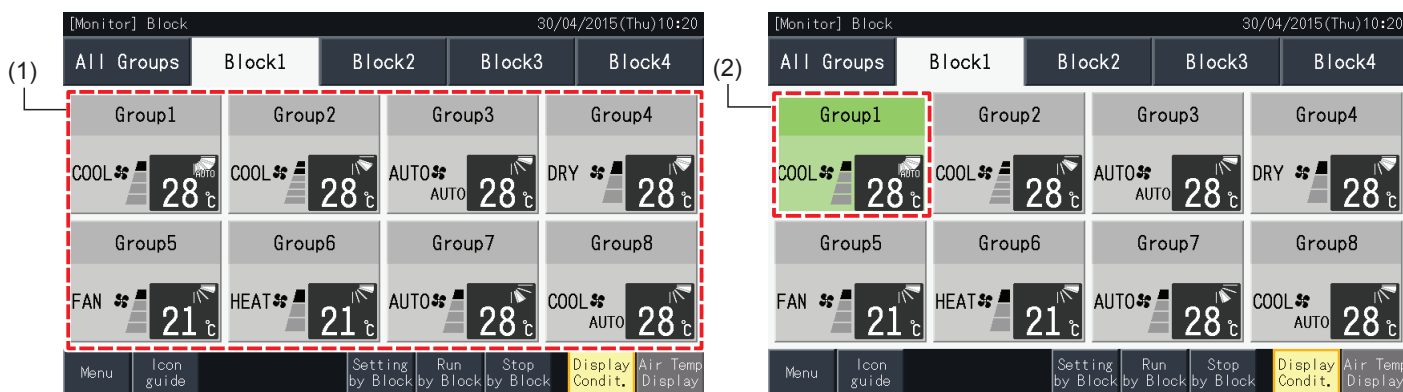 [Monitor] Block 30/04/2015(Thu)10:20
All Groups Block1 Block2 Block3 Block4
(1)
Group1 Group2 Group3 Group4
COOL AUTO 28 ℃ COOL 28 ℃ AUTO AUTO 28 ℃ DRY 28 ℃
Group5 Group6 Group7 Group8
FAN 21 ℃ HEAT 21 ℃ AUTO 28 ℃ COOL AUTO 28 ℃
Menu Icon guide Setting by Block Run by Block Stop by Block Display Condit. Air Temp Display
[Monitor] Block 30/04/2015(Thu)10:20
All Groups Block1 Block2 Block3 Block4
(2)
Group1 Group2 Group3 Group4
COOL AUTO 28 ℃ COOL 28 ℃ AUTO AUTO 28 ℃ DRY 28 ℃
Group5 Group6 Group7 Group8
FAN 21 ℃ HEAT 21 ℃ AUTO 28 ℃ COOL AUTO 28 ℃
Menu Icon guide Setting by Block Run by Block Stop by Block Display Condit. Air Temp Display